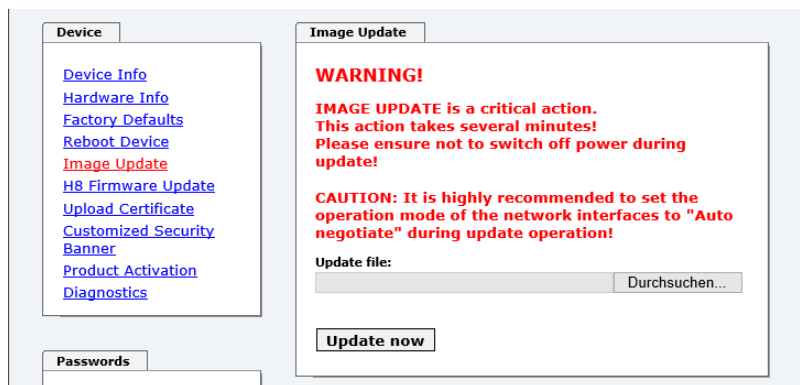 Device
Device Info
Hardware Info
Factory Defaults
Reboot Device
Image Update
H8 Firmware Update
Upload Certificate
Customized Security
Banner
Product Activation
Diagnostics
Passwords
Image Update
WARNING!
IMAGE UPDATE is a critical action.
This action takes several minutes!
Please ensure not to switch off power during
update!
CAUTION: It is highly recommended to set the
operation mode of the network interfaces to "Auto
negotiate" during update operation!
Update file:
Durchsuchen...
Update now